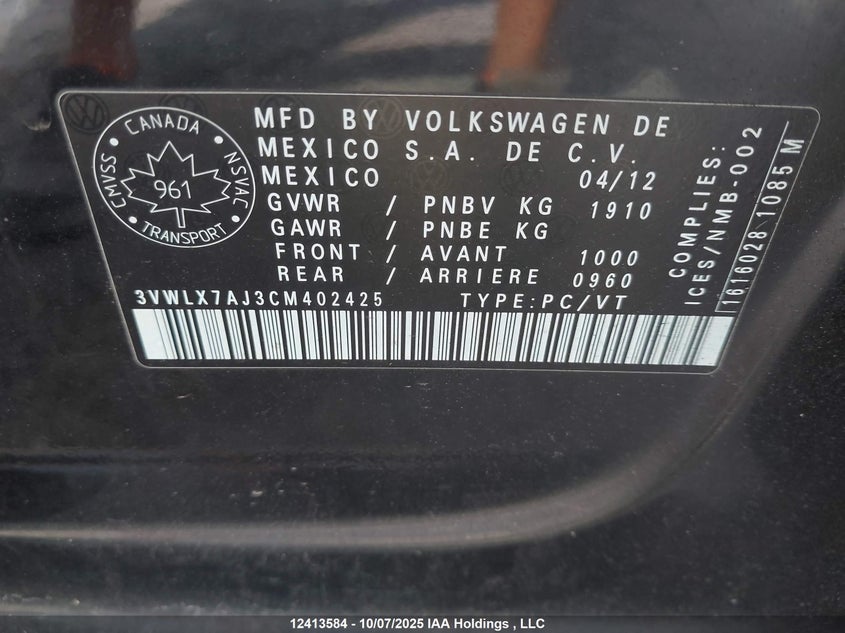 CANADA
CMVSS
961
NSVAC
TRANSPORT
MFD BY VOLKSWAGEN DE
MEXICO S.A. DE C.V.
MEXICO 04/12
GVWR / PNBV KG 1910
GAWR / PNBE KG
FRONT / AVANT 1000
REAR / ARRIERE 0960
3VWLX7AJ3CM402425 TYPE:PC/VT
COMPLIES:
ICES/NMB-002
16160281085M
12413584 - 10/07/2025 IAA Holdings , LLC